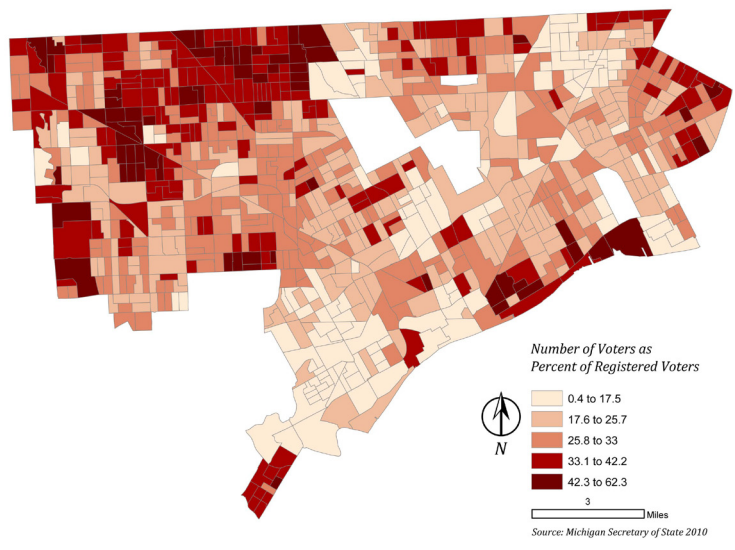 Number of Voters as
Percent of Registered Voters
0.4 to 17.5
17.6 to 25.7
25.8 to 33
33.1 to 42.2
42.3 to 62.3
N
3
Miles
Source: Michigan Secretary of State 2010